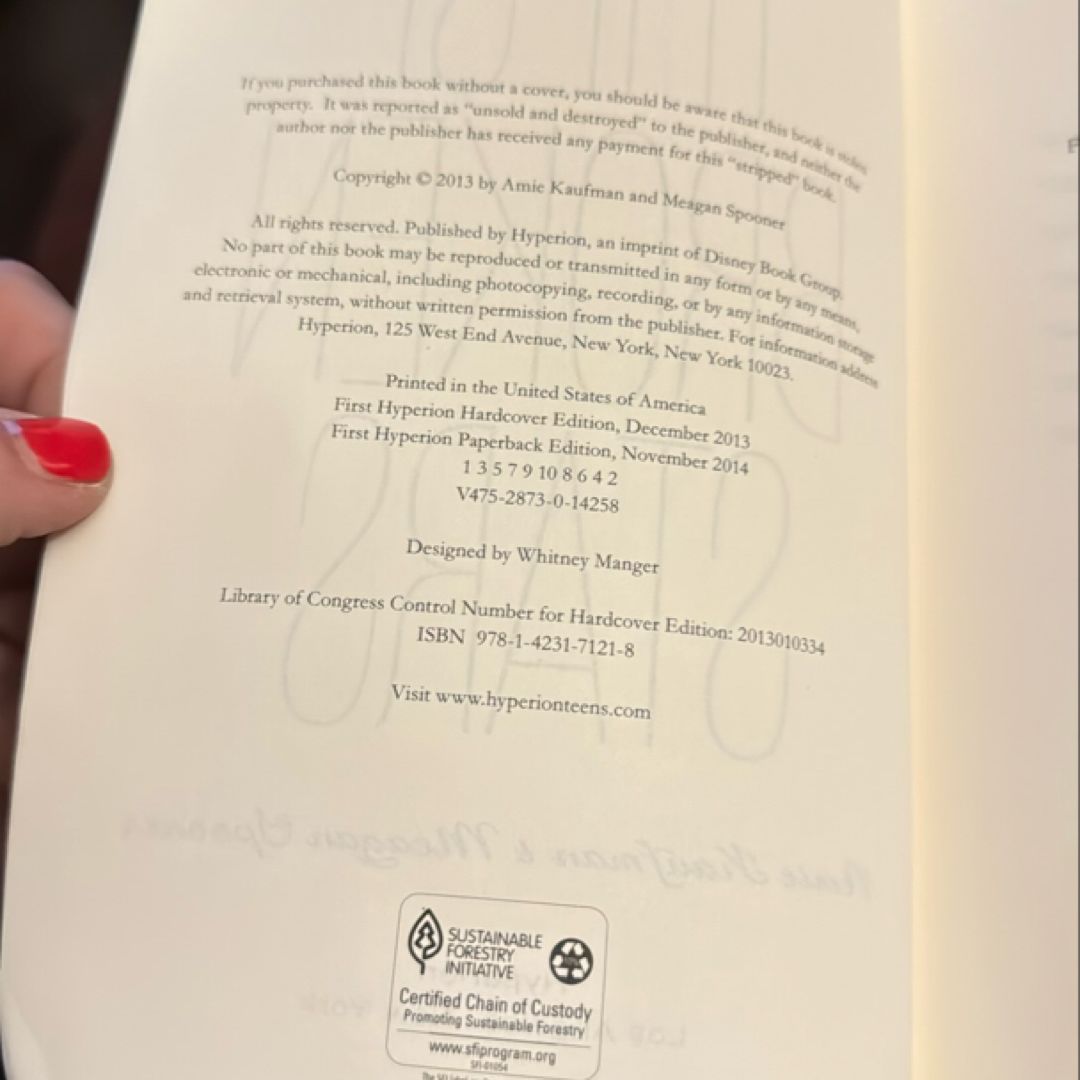 If you purchased this book without a cover, you should be aware that this book is stolen
property. It was reported as "unsold and destroyed" to the publisher, and neither the
author nor the publisher has received any payment for this "stripped" book.
Copyright © 2013 by Amie Kaufman and Meagan Spooner
All rights reserved. Published by Hyperion, an imprint of Disney Book Group.
No part of this book may be reproduced or transmitted in any form or by any means,
electronic or mechanical, including photocopying, recording, or by any information storage
and retrieval system, without written permission from the publisher. For information address
Hyperion, 125 West End Avenue, New York, New York 10023.
Printed in the United States of America
First Hyperion Hardcover Edition, December 2013
First Hyperion Paperback Edition, November 2014
1 3 5 7 9 10 8 6 4 2
V475-2873-0-14258
Designed by Whitney Manger
Library of Congress Control Number for Hardcover Edition: 2013010334
ISBN 978-1-4231-7121-8
Visit www.hyperionteens.com
SUSTAINABLE
FORESTRY
INITIATIVE
Certified Chain of Custody
Promoting Sustainable Forestry
www.sfiprogram.org
SFI-01054